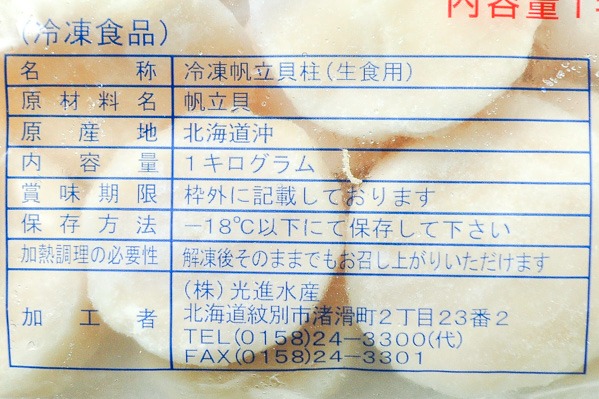 内容量1
(冷凍食品)
名称 冷凍帆立貝柱(生食用)
原材料名 帆立貝
原産地 北海道沖
内容量 1キログラム
賞味期限 枠外に記載しております
保存方法 −18℃以下にて保存して下さい
加熱調理の必要性 解凍後そのままでもお召し上がりいただけます
加工者 (株)光進水産
北海道紋別市渚滑町2丁目23番2
TEL(0158)24−3300(代)
FAX(0158)24−3301